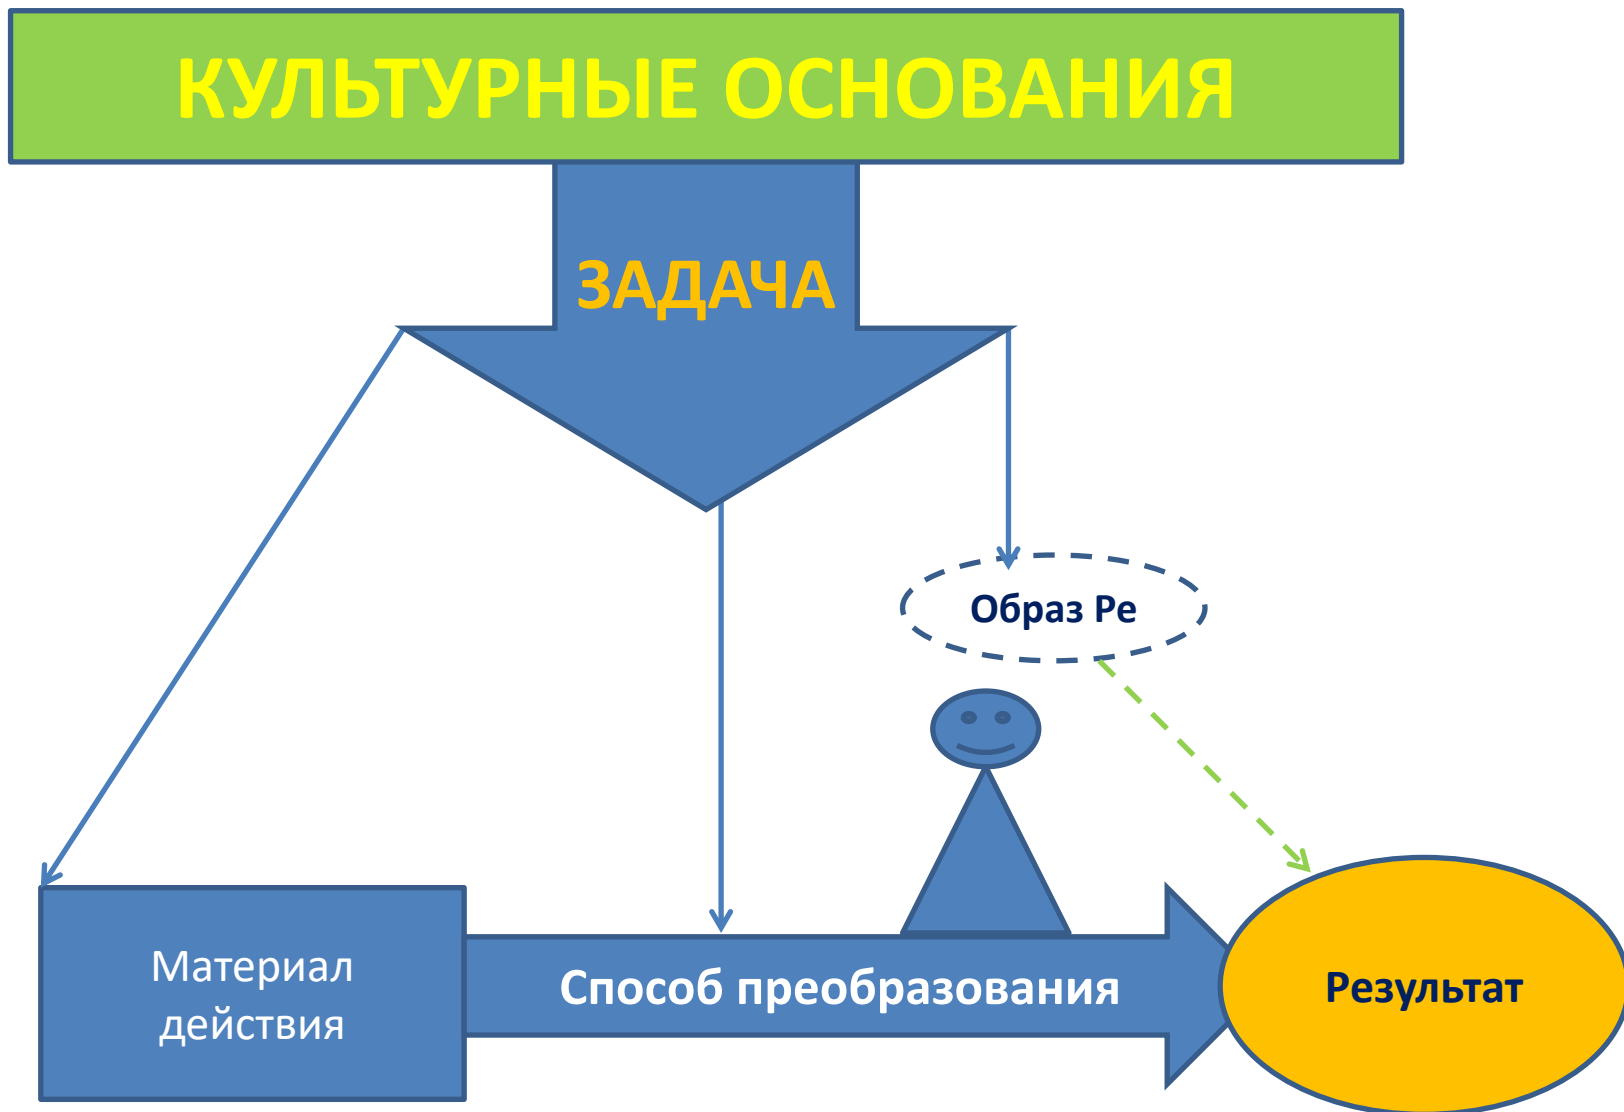 КУЛЬТУРНЫЕ ОСНОВАНИЯ
ЗАДАЧА
Образ Ре
Материал
действия
Способ преобразования
Результат